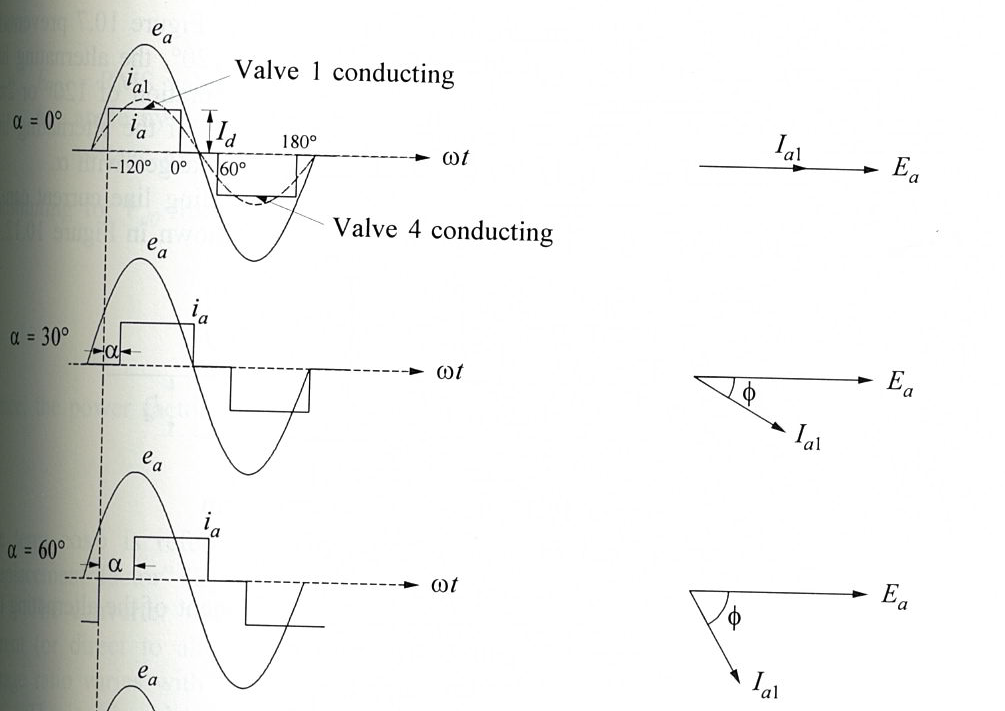 e_a
i_a1
Valve 1 conducting
α = 0°
i_a
I_d
180°
-120° 0° 60°
ωt
I_a1
E_a
Valve 4 conducting
e_a
i_a
α = 30°
α
ωt
E_a
ϕ
I_a1
e_a
i_a
α = 60°
α
ωt
E_a
ϕ
I_a1
e_a